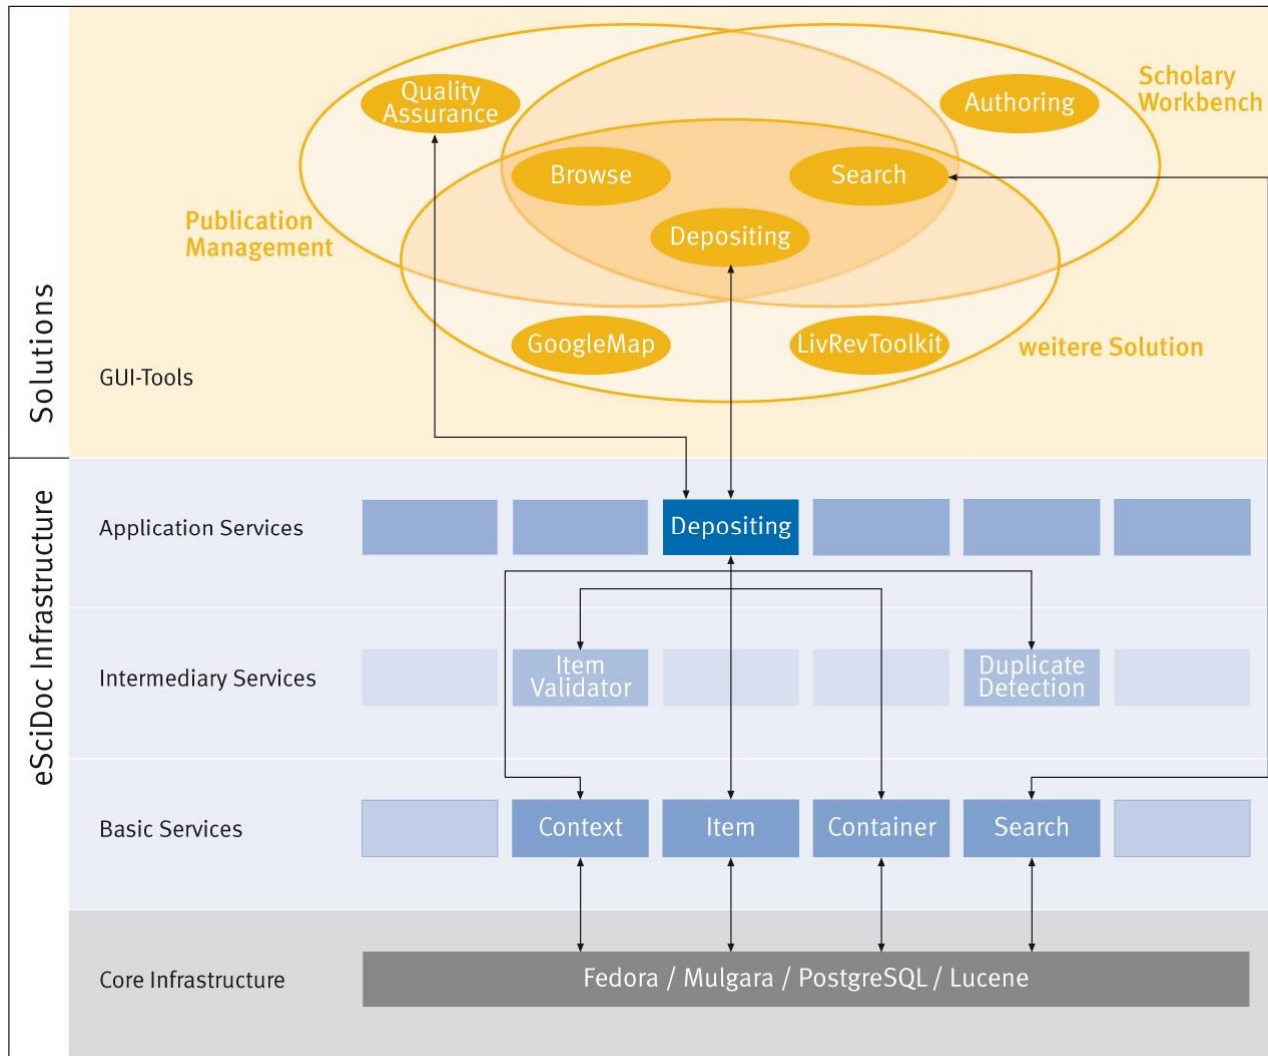 Quality
Assurance
Authoring
Scholary
Workbench
Browse
Search
Publication
Management
Depositing
GoogleMap
LivRevToolkit
weitere Solution
Solutions
GUI-Tools
eSciDoc Infrastructure
Application Services
Depositing
Intermediary Services
Item
Validator
Duplicate
Detection
Basic Services
Context
Item
Container
Search
Core Infrastructure
Fedora / Mulgara / PostgreSQL / Lucene